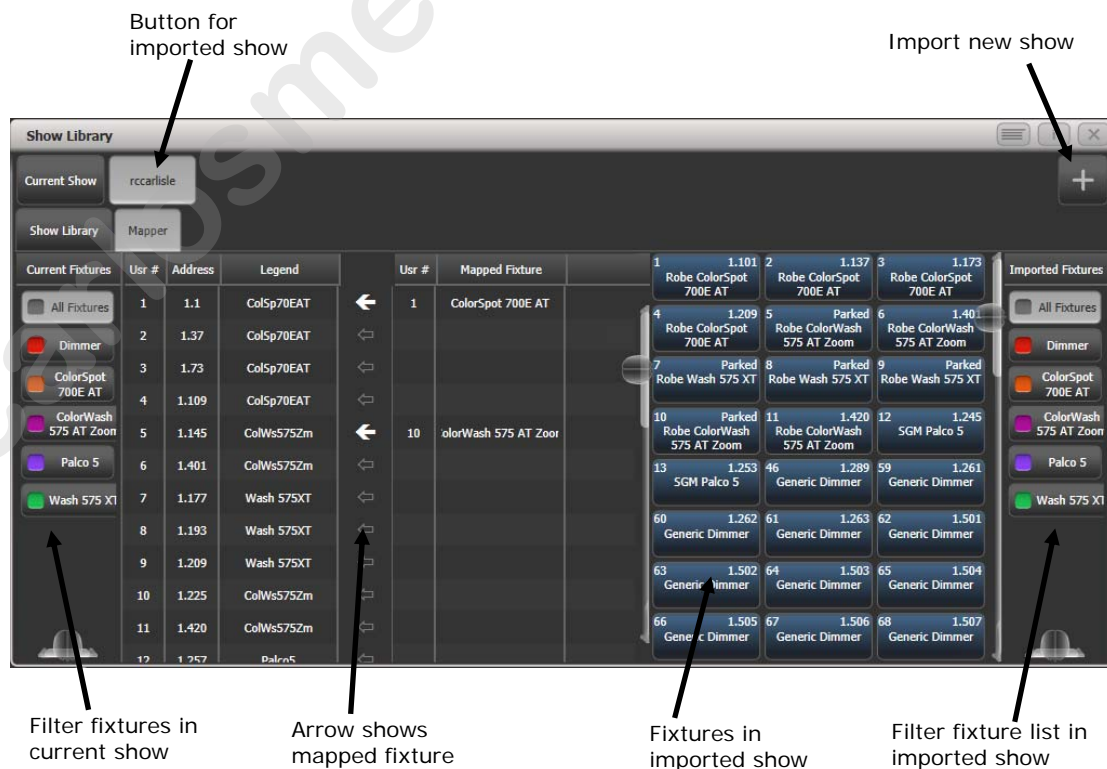 Button for
imported show
Import new show
Show Library
Current Show
rccarlisle
Show Library
Mapper
Current Fixtures
Usr # Address Legend Usr # Mapped Fixture
Imported Fixtures
All Fixtures
Dimmer
ColorSpot
700E AT
ColorWash
575 AT Zoom
Palco 5
Wash 575 XT
1 1.1 ColSp70EAT 1 ColorSpot 700E AT
2 1.37 ColSp70EAT
3 1.73 ColSp70EAT
4 1.109 ColSp70EAT
5 1.145 ColWs575Zm 10 olorWash 575 AT Zoor
6 1.401 ColWs575Zm
7 1.177 Wash 575XT
8 1.193 Wash 575XT
9 1.209 Wash 575XT
10 1.225 ColWs575Zm
11 1.420 ColWs575Zm
12 1.257 Palco5
1 1.101 2 1.137 3 1.173
Robe ColorSpot Robe ColorSpot Robe ColorSpot
700E AT 700E AT 700E AT
4 1.209 5 Parked 6 1.401
Robe ColorSpot Robe ColorWash Robe ColorWash
700E AT 575 AT Zoom 575 AT Zoom
7 Parked 8 Parked 9 Parked
Robe Wash 575 XT Robe Wash 575 XT Robe Wash 575 XT
10 Parked 11 1.420 12 1.245
Robe ColorWash Robe ColorWash SGM Palco 5
575 AT Zoom 575 AT Zoom
13 1.253 46 1.289 59 1.261
SGM Palco 5 Generic Dimmer Generic Dimmer
60 1.262 61 1.263 62 1.501
Generic Dimmer Generic Dimmer Generic Dimmer
63 1.502 64 1.503 65 1.504
Generic Dimmer Generic Dimmer Generic Dimmer
66 1.505 67 1.506 68 1.507
Generic Dimmer Generic Dimmer Generic Dimmer
All Fixtures
Dimmer
ColorSpot
700E AT
ColorWash
575 AT Zoom
Palco 5
Wash 575 XT
Filter fixtures in
current show
Arrow shows
mapped fixture
Fixtures in
imported show
Filter fixture list in
imported show